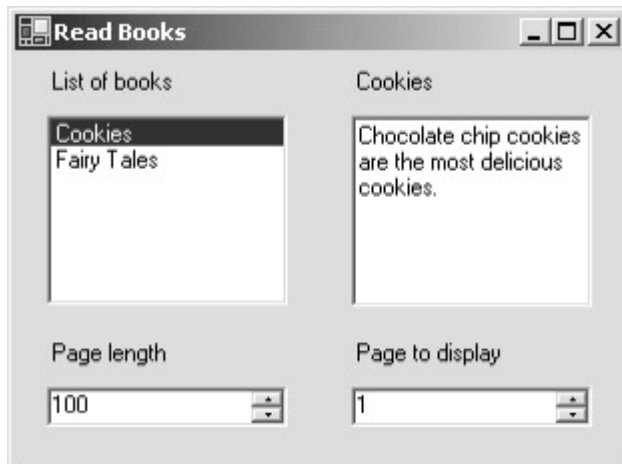 Read Books
List of books
Cookies
Cookies
Fairy Tales
Chocolate chip cookies
are the most delicious
cookies.
Page length
Page to display
100
1